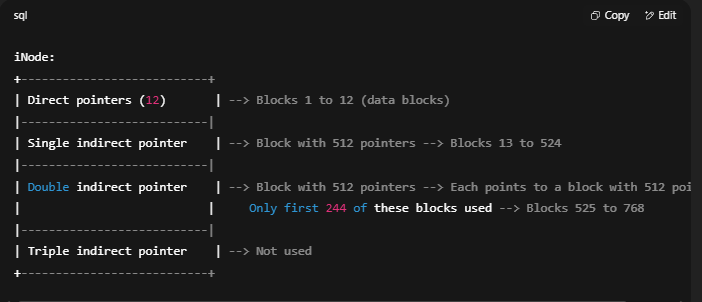 sql Copy Edit
iNode:
+---------------------------+
| Direct pointers (12) | --> Blocks 1 to 12 (data blocks)
|---------------------------|
| Single indirect pointer | --> Block with 512 pointers --> Blocks 13 to 524
|---------------------------|
| Double indirect pointer | --> Block with 512 pointers --> Each points to a block with 512 poi
| | Only first 244 of these blocks used --> Blocks 525 to 768
|---------------------------|
| Triple indirect pointer | --> Not used
+---------------------------+